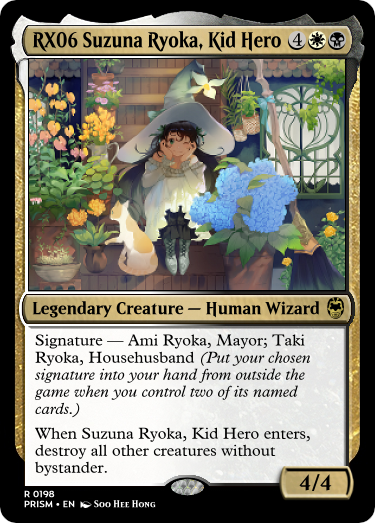 RX06 Suzuna Ryoka, Kid Hero 4
Legendary Creature — Human Wizard
Signature — Ami Ryoka, Mayor; Taki
Ryoka, Househusband (Put your chosen
signature into your hand from outside the
game when you control two of its named
cards.)
When Suzuna Ryoka, Kid Hero enters,
destroy all other creatures without
bystander.
4/4
R 0198
PRISM • EN Soo Hee Hong